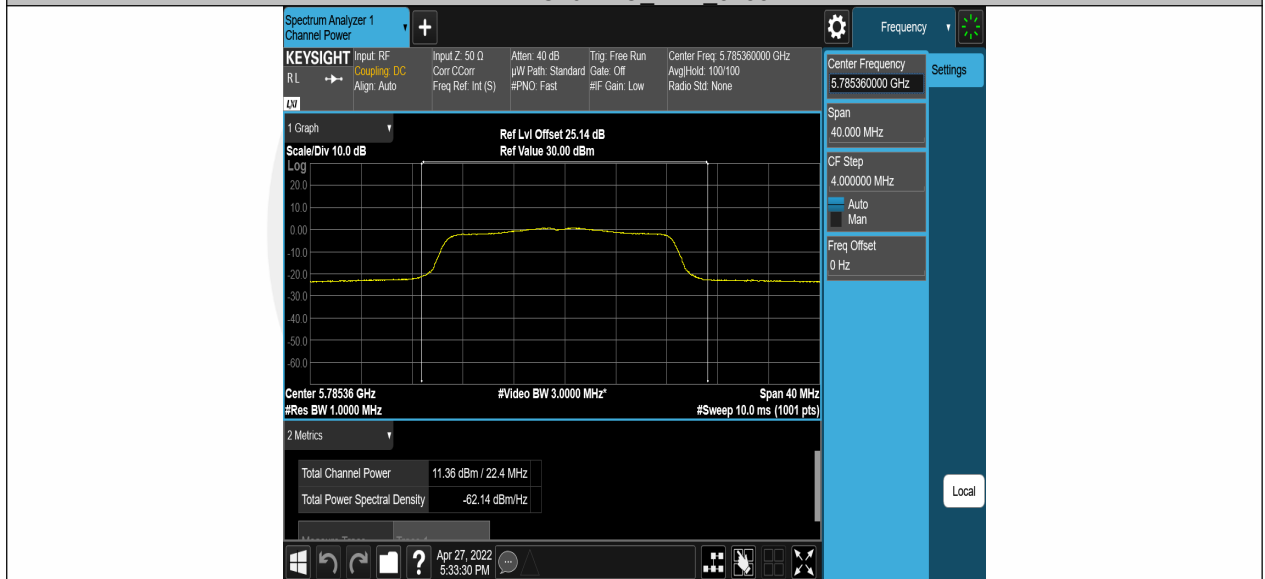 Spectrum Analyzer 1
Channel Power
+
Frequency
KEYSIGHT
RL
LXI
Input: RF
Coupling: DC
Align: Auto
Input Z: 50 Ω
Corr CCorr
Freq Ref: Int (S)
Atten: 40 dB
µW Path: Standard
#PNO: Fast
Trig: Free Run
Gate: Off
#IF Gain: Low
Center Freq: 5.785360000 GHz
Avg|Hold: 100/100
Radio Std: None
Center Frequency
5.785360000 GHz
Settings
Span
40.000 MHz
CF Step
4.000000 MHz
Auto
Man
Freq Offset
0 Hz
Local
1 Graph
Scale/Div 10.0 dB
Ref Lvl Offset 25.14 dB
Ref Value 30.00 dBm
Log
20.0
10.0
0.00
-10.0
-20.0
-30.0
-40.0
-50.0
-60.0
Center 5.78536 GHz
#Res BW 1.0000 MHz
#Video BW 3.0000 MHz*
Span 40 MHz
#Sweep 10.0 ms (1001 pts)
2 Metrics
Total Channel Power 11.36 dBm / 22.4 MHz
Total Power Spectral Density -62.14 dBm/Hz
?
Apr 27, 2022
5:33:30 PM